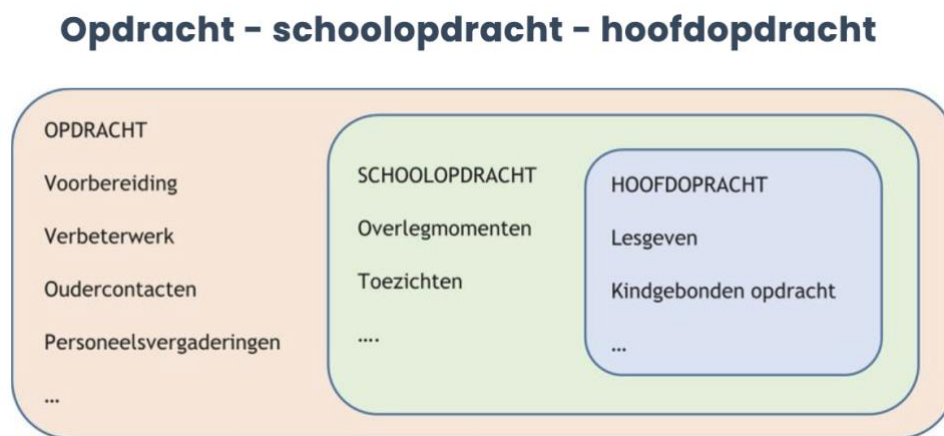 Opdracht - schoolopdracht - hoofdopdracht
OPDRACHT
Voorbereiding
Verbeterwerk
Oudercontacten
Personeelsvergaderingen
...
SCHOOLOPDRACHT
Overlegmomenten
Toezichten
....
HOOFDOPRACHT
Lesgeven
Kindgebonden opdracht
...